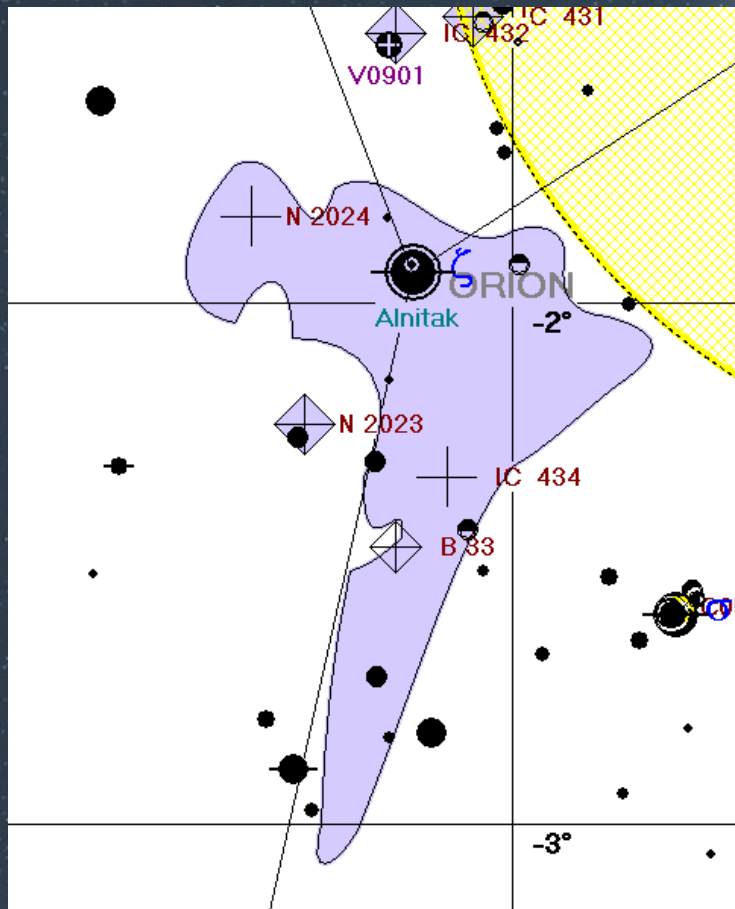 IC 431
IC 432
V0901
N 2024
ζ
ORION
Alnitak
-2°
N 2023
IC 434
B 33
σ
-3°